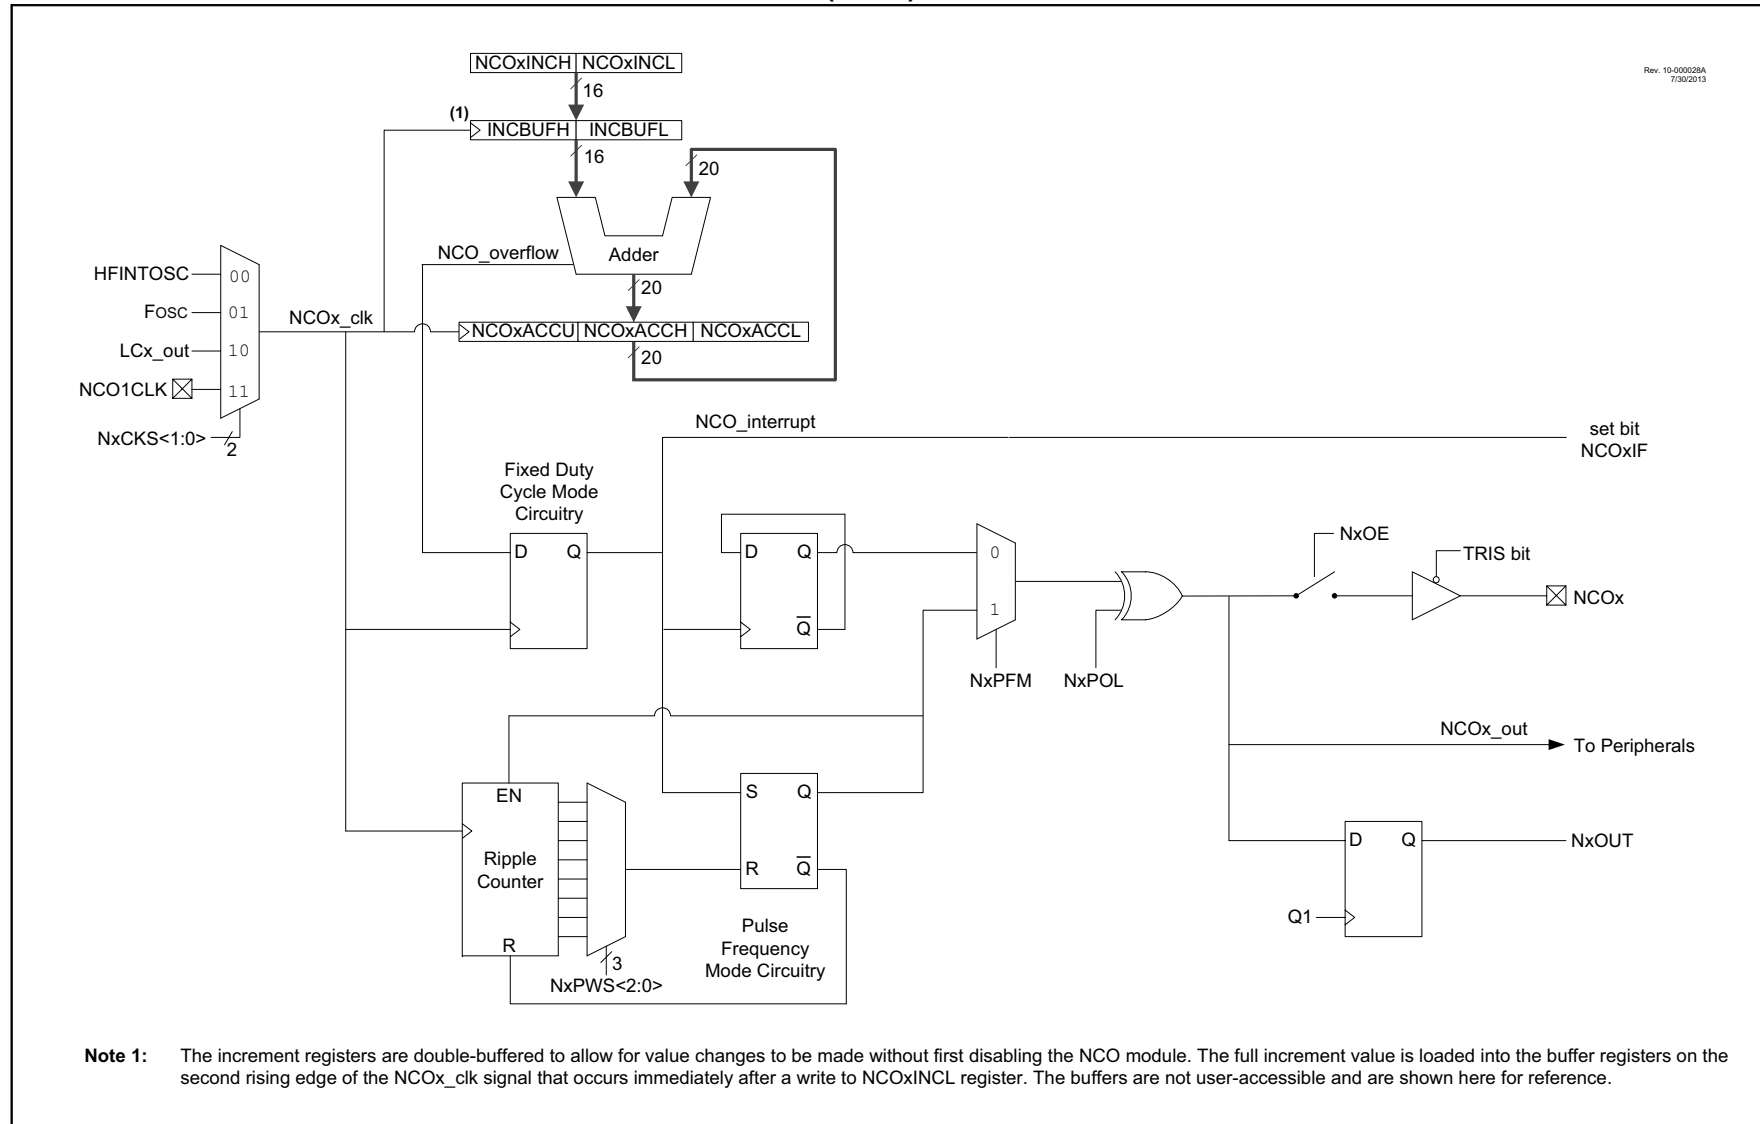 Rev. 10-000028A
7/30/2013
NCOxINCH NCOxINCL
16
(1)
INCBUFH INCBUFL
16
20
NCO_overflow
Adder
20
HFINTOSC 00
FOSC 01
LCx_out 10
NCO1CLK 11
NxCKS<1:0>
2
NCOx_clk
NCOxACCU NCOxACCH NCOxACCL
20
NCO_interrupt
set bit
NCOxIF
Fixed Duty
Cycle Mode
Circuitry
D Q
D Q
Q
0
1
NxPFM
NxPOL
NxOE
TRIS bit
NCOx
NCOx_out
To Peripherals
EN
Ripple
Counter
R
3
NxPWS<2:0>
S Q
R Q
Pulse
Frequency
Mode Circuitry
D Q
NxOUT
Q1
Note 1: The increment registers are double-buffered to allow for value changes to be made without first disabling the NCO module. The full increment value is loaded into the buffer registers on the
second rising edge of the NCOx_clk signal that occurs immediately after a write to NCOxINCL register. The buffers are not user-accessible and are shown here for reference.